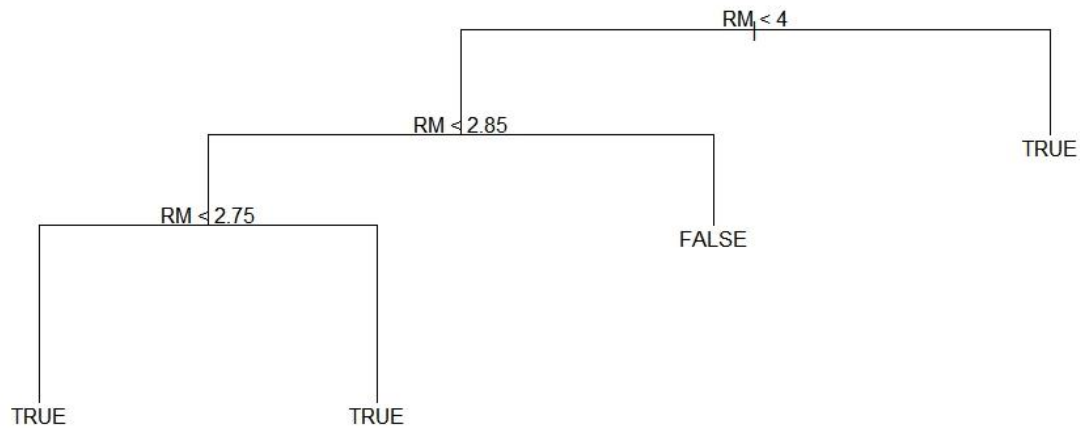 RM < 4
RM < 2.85
TRUE
RM < 2.75
FALSE
TRUE
TRUE